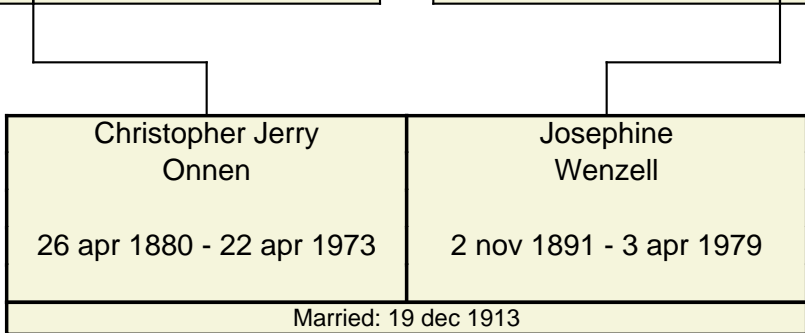 Christopher Jerry
Onnen
26 apr 1880 - 22 apr 1973
Josephine
Wenzell
2 nov 1891 - 3 apr 1979
Married: 19 dec 1913